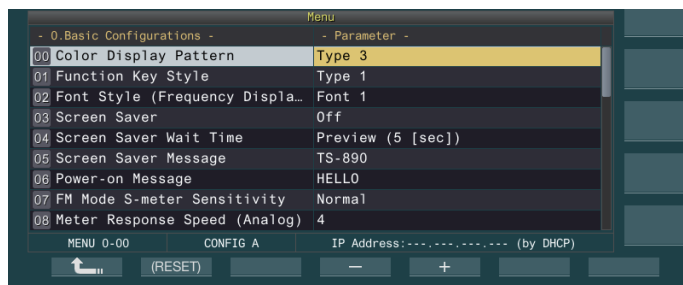 Menu
- 0.Basic Configurations - - Parameter -
00 Color Display Pattern Type 3
01 Function Key Style Type 1
02 Font Style (Frequency Displa… Font 1
03 Screen Saver Off
04 Screen Saver Wait Time Preview (5 [sec])
05 Screen Saver Message TS-890
06 Power-on Message HELLO
07 FM Mode S-meter Sensitivity Normal
08 Meter Response Speed (Analog) 4
MENU 0-00 CONFIG A IP Address:---.---.---.--- (by DHCP)
(RESET) − +